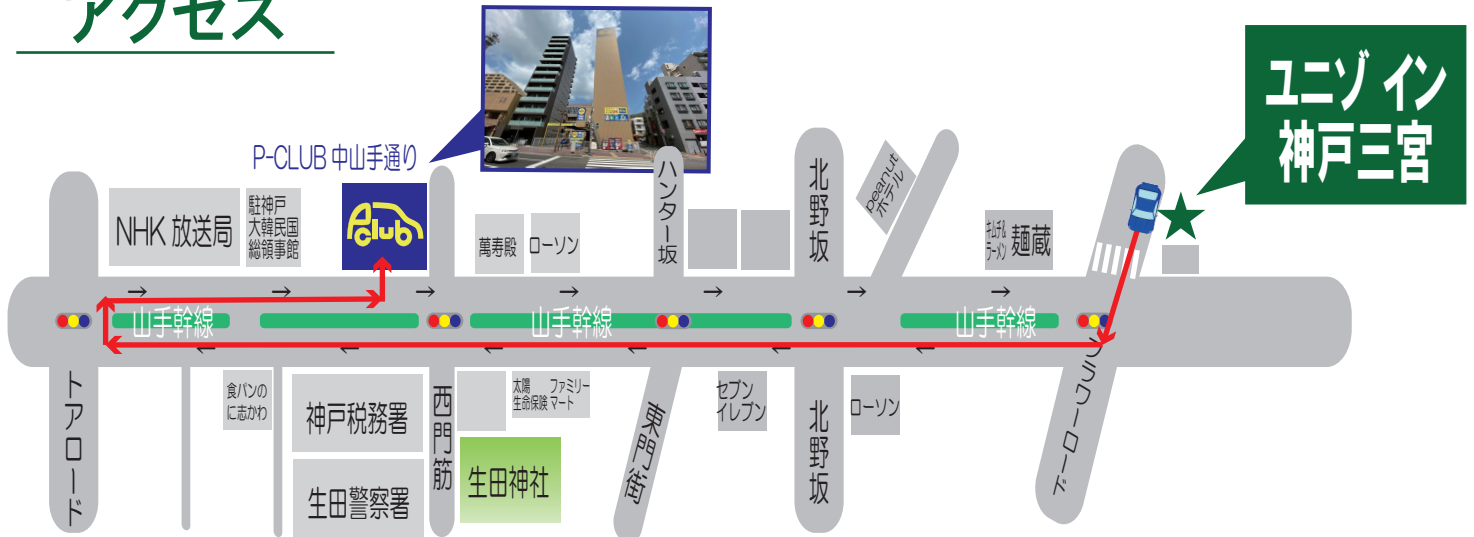 アクセス
ユニゾ イン
神戸三宮
P-CLUB 中山手通り
NHK 放送局
駐神戸
大韓民国
総領事館
Pclub
萬寿殿
ローソン
ハンター坂
北野坂
peanut
ホテル
キムチ&
ラーメン
麺蔵
→ → → → → → →
山手幹線
山手幹線
山手幹線
← ← ← ← ← ←
トアロード
食パンの
に志かわ
神戸税務署
生田警察署
西門筋
太陽
生命保険
ファミリー
マート
生田神社
東門街
セブン
イレブン
北野坂
ローソン
フラワーロード